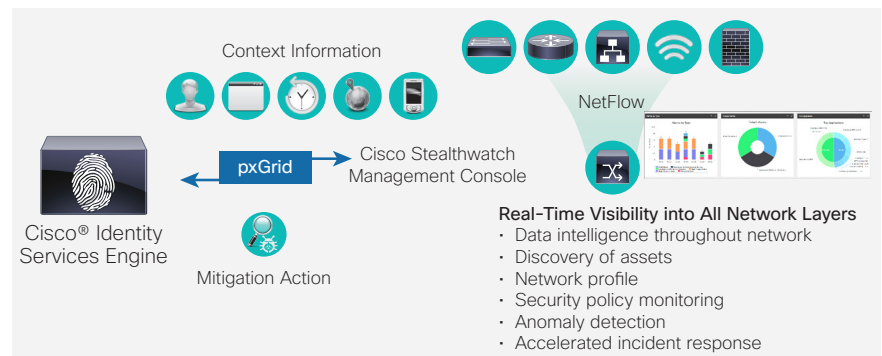 Context Information
NetFlow
pxGrid
Cisco Stealthwatch
Management Console
Cisco® Identity
Services Engine
Mitigation Action
Real-Time Visibility into All Network Layers
· Data intelligence throughout network
· Discovery of assets
· Network profile
· Security policy monitoring
· Anomaly detection
· Accelerated incident response